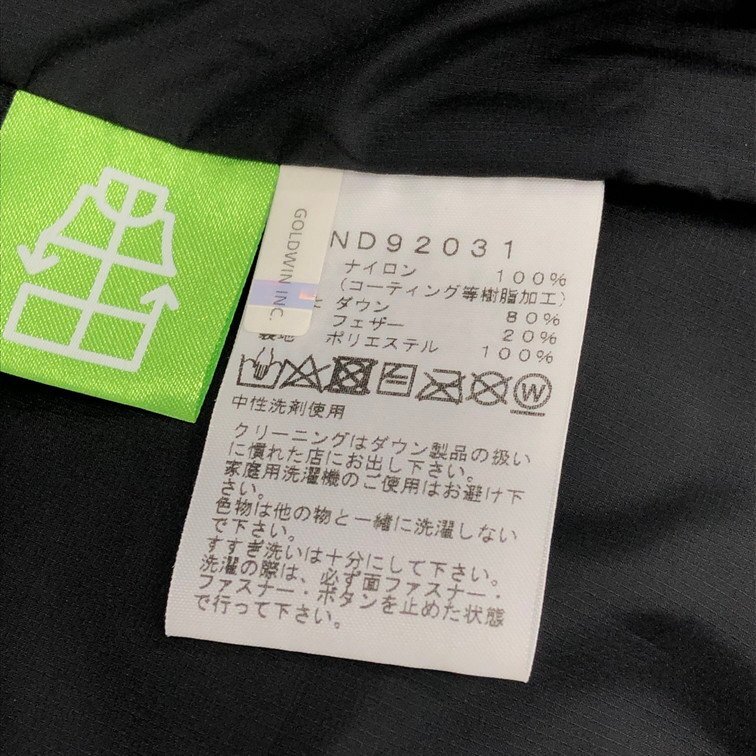 GOLDWIN INC.
ND92031
ナイロン 100%
(コーティング等樹脂加工)
ダウン 80%
フェザー 20%
裏地 ポリエステル 100%
W
中性洗剤使用
クリーニングはダウン製品の扱い
に慣れた店にお出し下さい。
家庭用洗濯機のご使用はお避け下
さい。
色物は他の物と一緒に洗濯しない
で下さい。
すすぎ洗いは十分にして下さい。
洗濯の際は、必ず面ファスナー・
ファスナー・ボタンを止めた状態
で行って下さい。